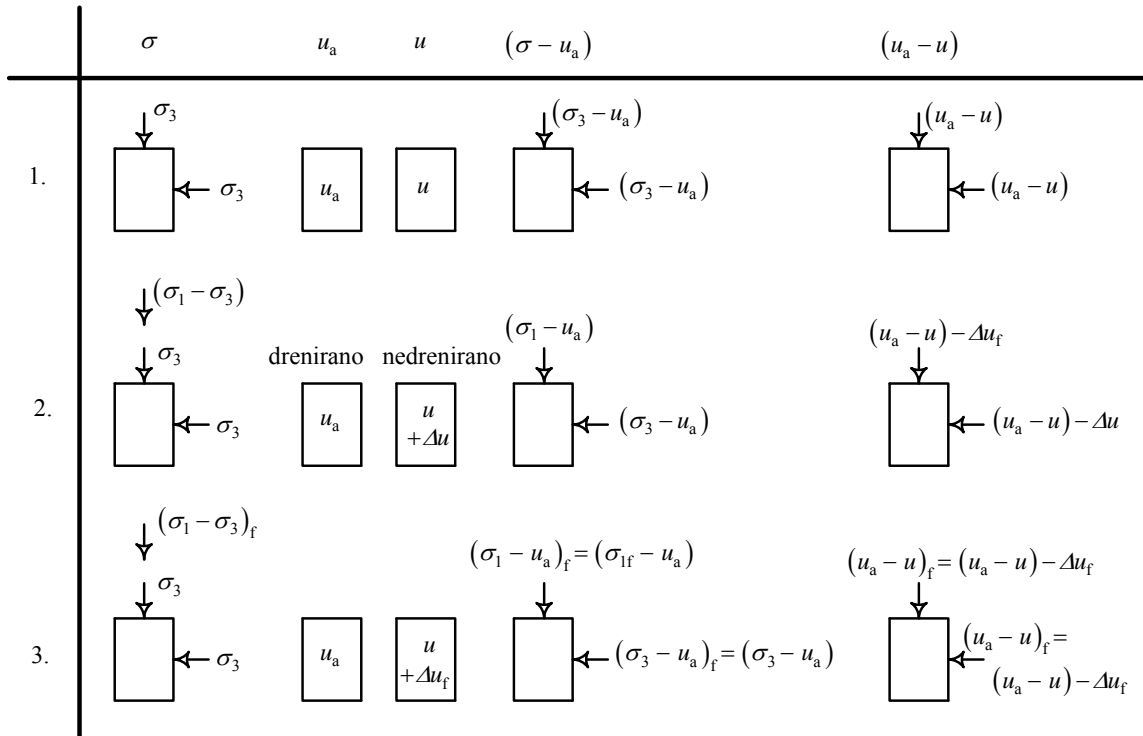 σ u_a u (σ − u_a) (u_a − u)
σ_3 (σ_3 − u_a) (u_a − u)
1. σ_3 u_a u (σ_3 − u_a) (u_a − u)
(σ_1 − σ_3)
(σ_1 − u_a) (u_a − u) − Δu_f
σ_3 drenirano nedrenirano
2. σ_3 u_a u (σ_3 − u_a) (u_a − u) − Δu
+Δu
(σ_1 − σ_3)_f
(σ_1 − u_a)_f = (σ_1f − u_a) (u_a − u)_f = (u_a − u) − Δu_f
σ_3
3. σ_3 u_a u (σ_3 − u_a)_f = (σ_3 − u_a) (u_a − u)_f =
+Δu_f (u_a − u) − Δu_f